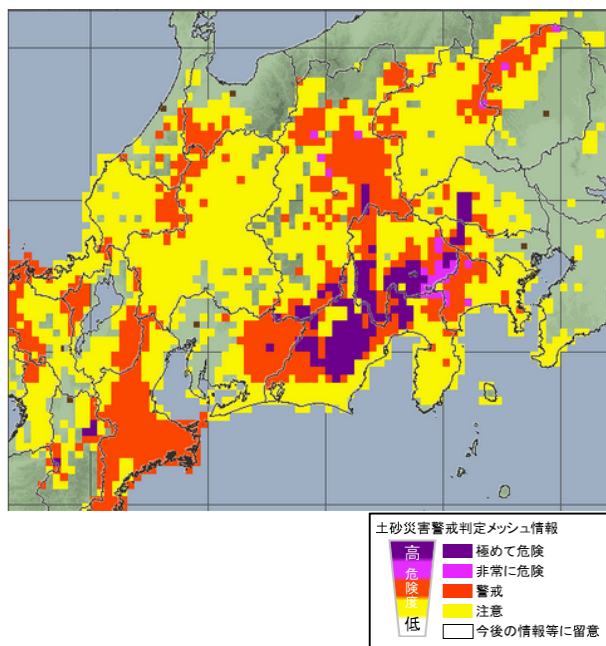 土砂災害警戒判定メッシュ情報
高
危
険
度
低
極めて危険
非常に危険
警戒
注意
今後の情報等に留意